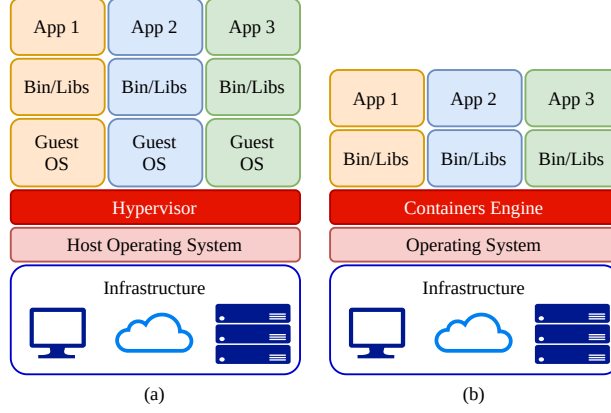 App 1
App 2
App 3
Bin/Libs
Bin/Libs
Bin/Libs
Guest
OS
Guest
OS
Guest
OS
Hypervisor
Host Operating System
Infrastructure
(a)
App 1
App 2
App 3
Bin/Libs
Bin/Libs
Bin/Libs
Containers Engine
Operating System
Infrastructure
(b)